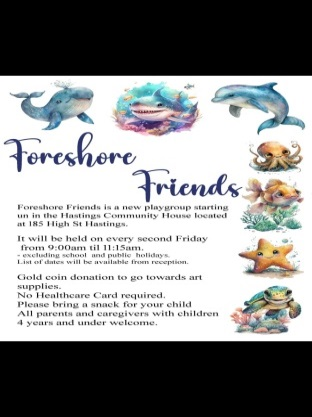 Foreshore
Friends
Foreshore Friends is a new playgroup starting
un in the Hastings Community House located
at 185 High St Hastings.
It will be held on every second Friday
from 9:00am til 11:15am.
- excluding school and public holidays.
List of dates will be available from reception.
Gold coin donation to go towards art
supplies.
No Healthcare Card required.
Please bring a snack for your child
All parents and caregivers with children
4 years and under welcome.